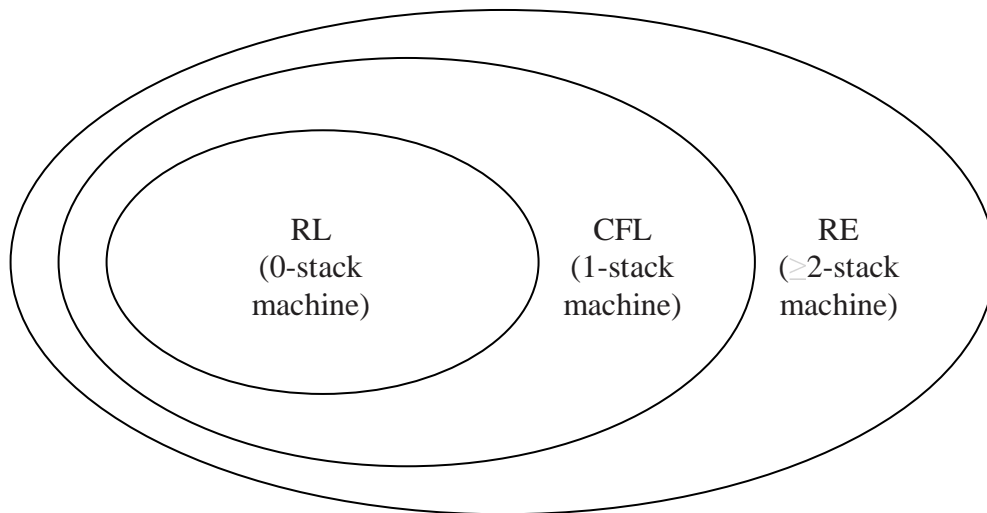 RL
(0-stack
machine)
CFL
(1-stack
machine)
RE
(≥2-stack
machine)